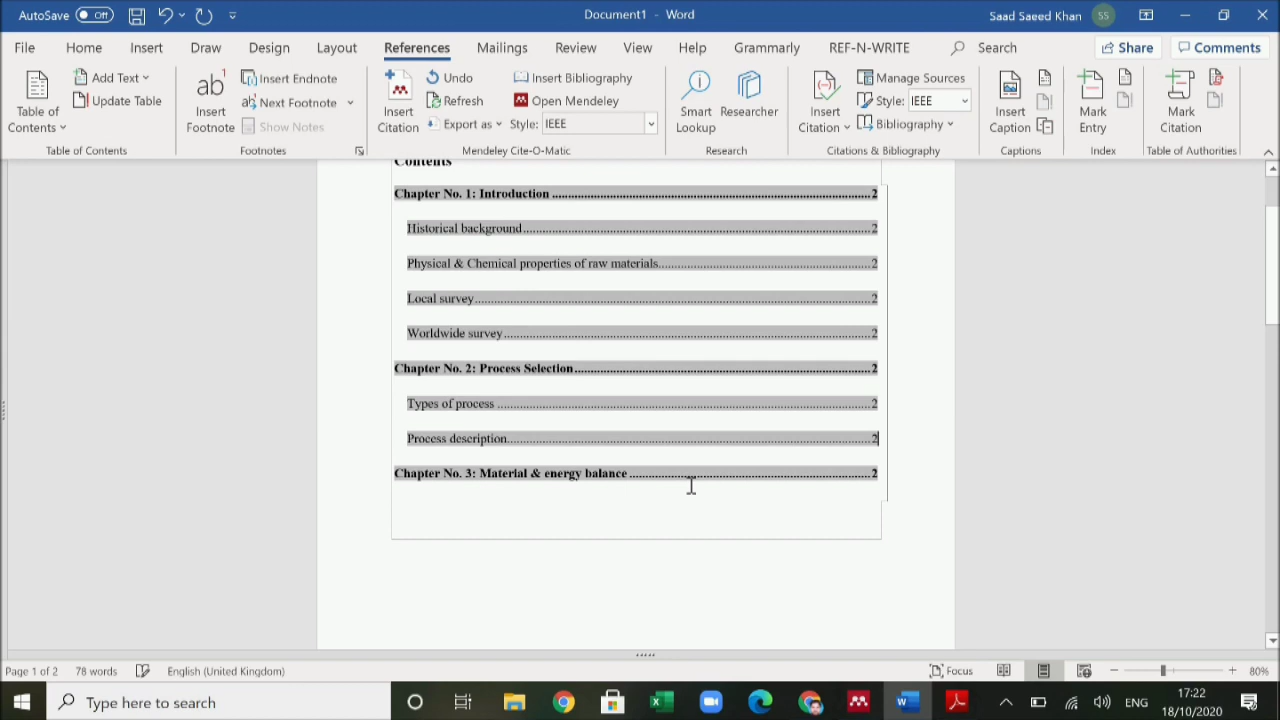 AutoSave Off Document1 - Word Saad Saeed Khan SS
File Home Insert Draw Design Layout References Mailings Review View Help Grammarly REF-N-WRITE Search Share Comments
Table of Contents
Add Text
Update Table
Table of Contents
ab1 Insert Footnote
Insert Endnote
Next Footnote
Show Notes
Footnotes
Insert Citation
Undo
Refresh
Export as
Insert Bibliography
Open Mendeley
Style: IEEE
Mendeley Cite-O-Matic
Smart Lookup
Researcher
Research
Insert Citation
Manage Sources
Style: IEEE
Bibliography
Citations & Bibliography
Insert Caption
Captions
Mark Entry
Index
Mark Citation
Table of Authorities
Contents
Chapter No. 1: Introduction 2
Historical background 2
Physical & Chemical properties of raw materials 2
Local survey 2
Worldwide survey 2
Chapter No. 2: Process Selection 2
Types of process 2
Process description 2
Chapter No. 3: Material & energy balance 2
Page 1 of 2 78 words English (United Kingdom) Focus 80%
Type here to search ENG 17:22
18/10/2020